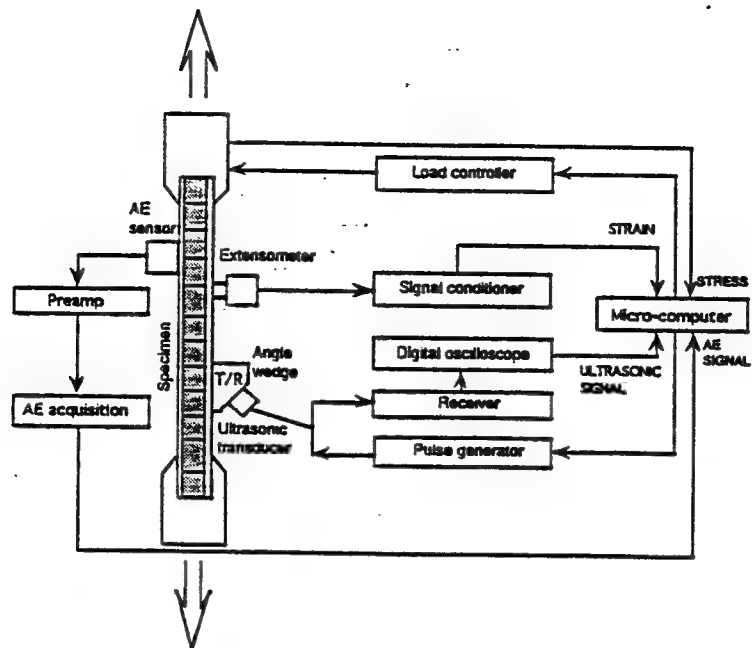 Load controller
AE
sensor
Extensometer
STRAIN
Preamp
Signal conditioner
STRESS
Micro-computer
Specimen
Angle
wedge
Digital oscilloscope
AE
SIGNAL
T/R
ULTRASONIC
SIGNAL
AE acquisition
Receiver
Ultrasonic
transducer
Pulse generator